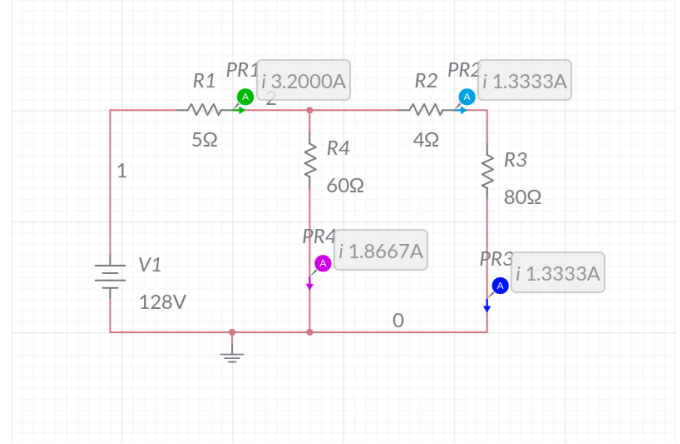 R1
PR1
i 3.2000A
A
2
5Ω
R2
PR2
i 1.3333A
A
4Ω
1
R4
60Ω
R3
80Ω
V1
128V
PR4
i 1.8667A
A
PR3
i 1.3333A
A
0